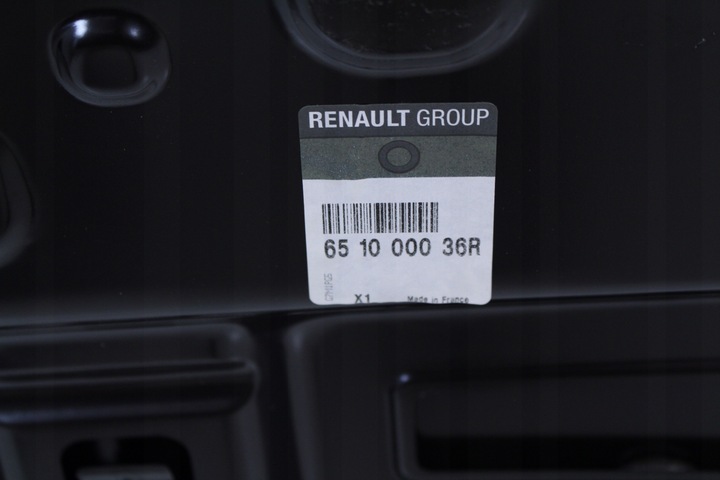 RENAULT GROUP
65 10 000 36R
X1 Made in France